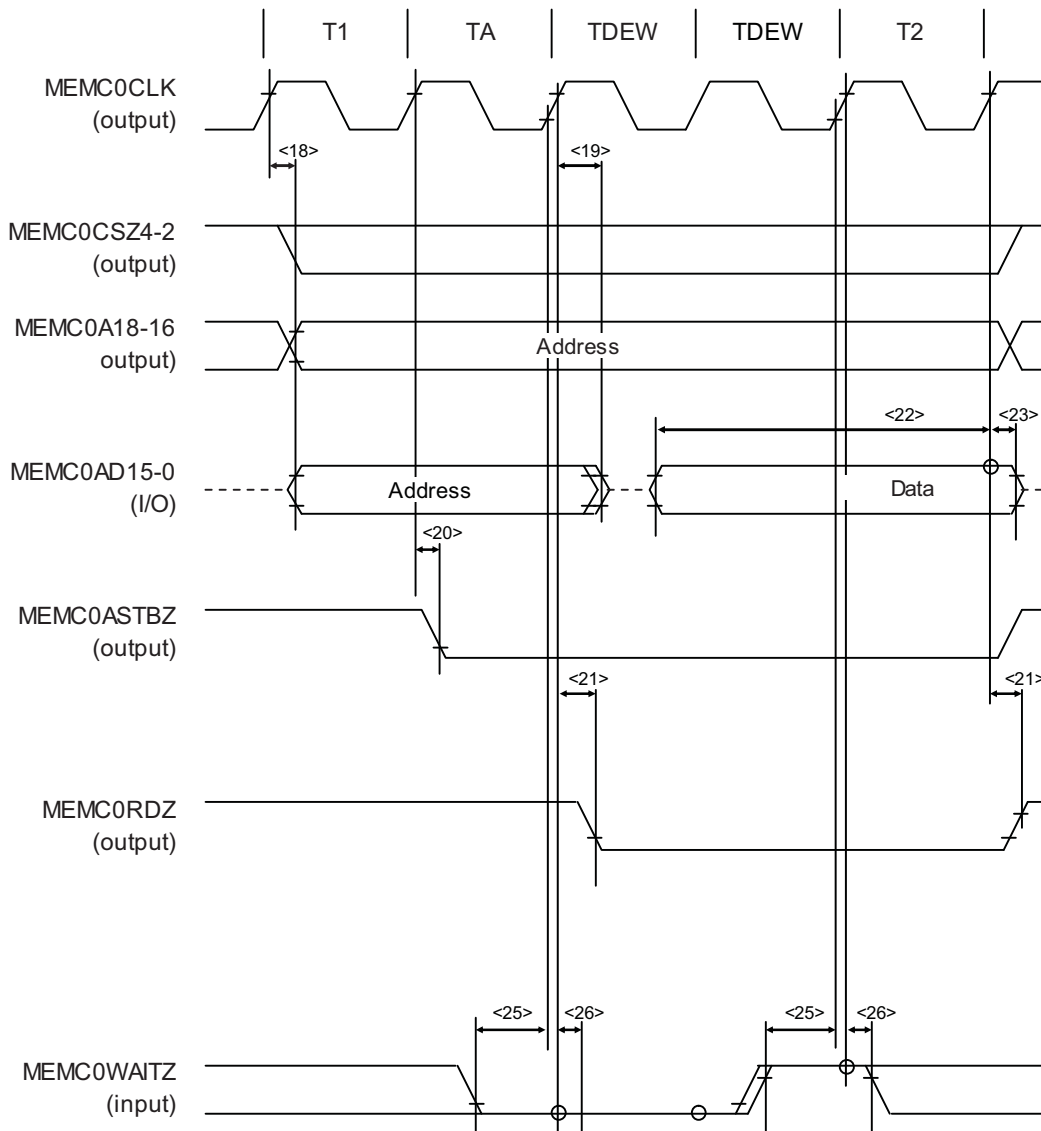 T1 TA TDEW TDEW T2
MEMC0CLK
(output)
<18> <19>
MEMC0CSZ4-2
(output)
MEMC0A18-16
output)
Address
<22> <23>
MEMC0AD15-0
(I/O)
Address Data
<20>
MEMC0ASTBZ
(output)
<21> <21>
MEMC0RDZ
(output)
<25> <26> <25> <26>
MEMC0WAITZ
(input)